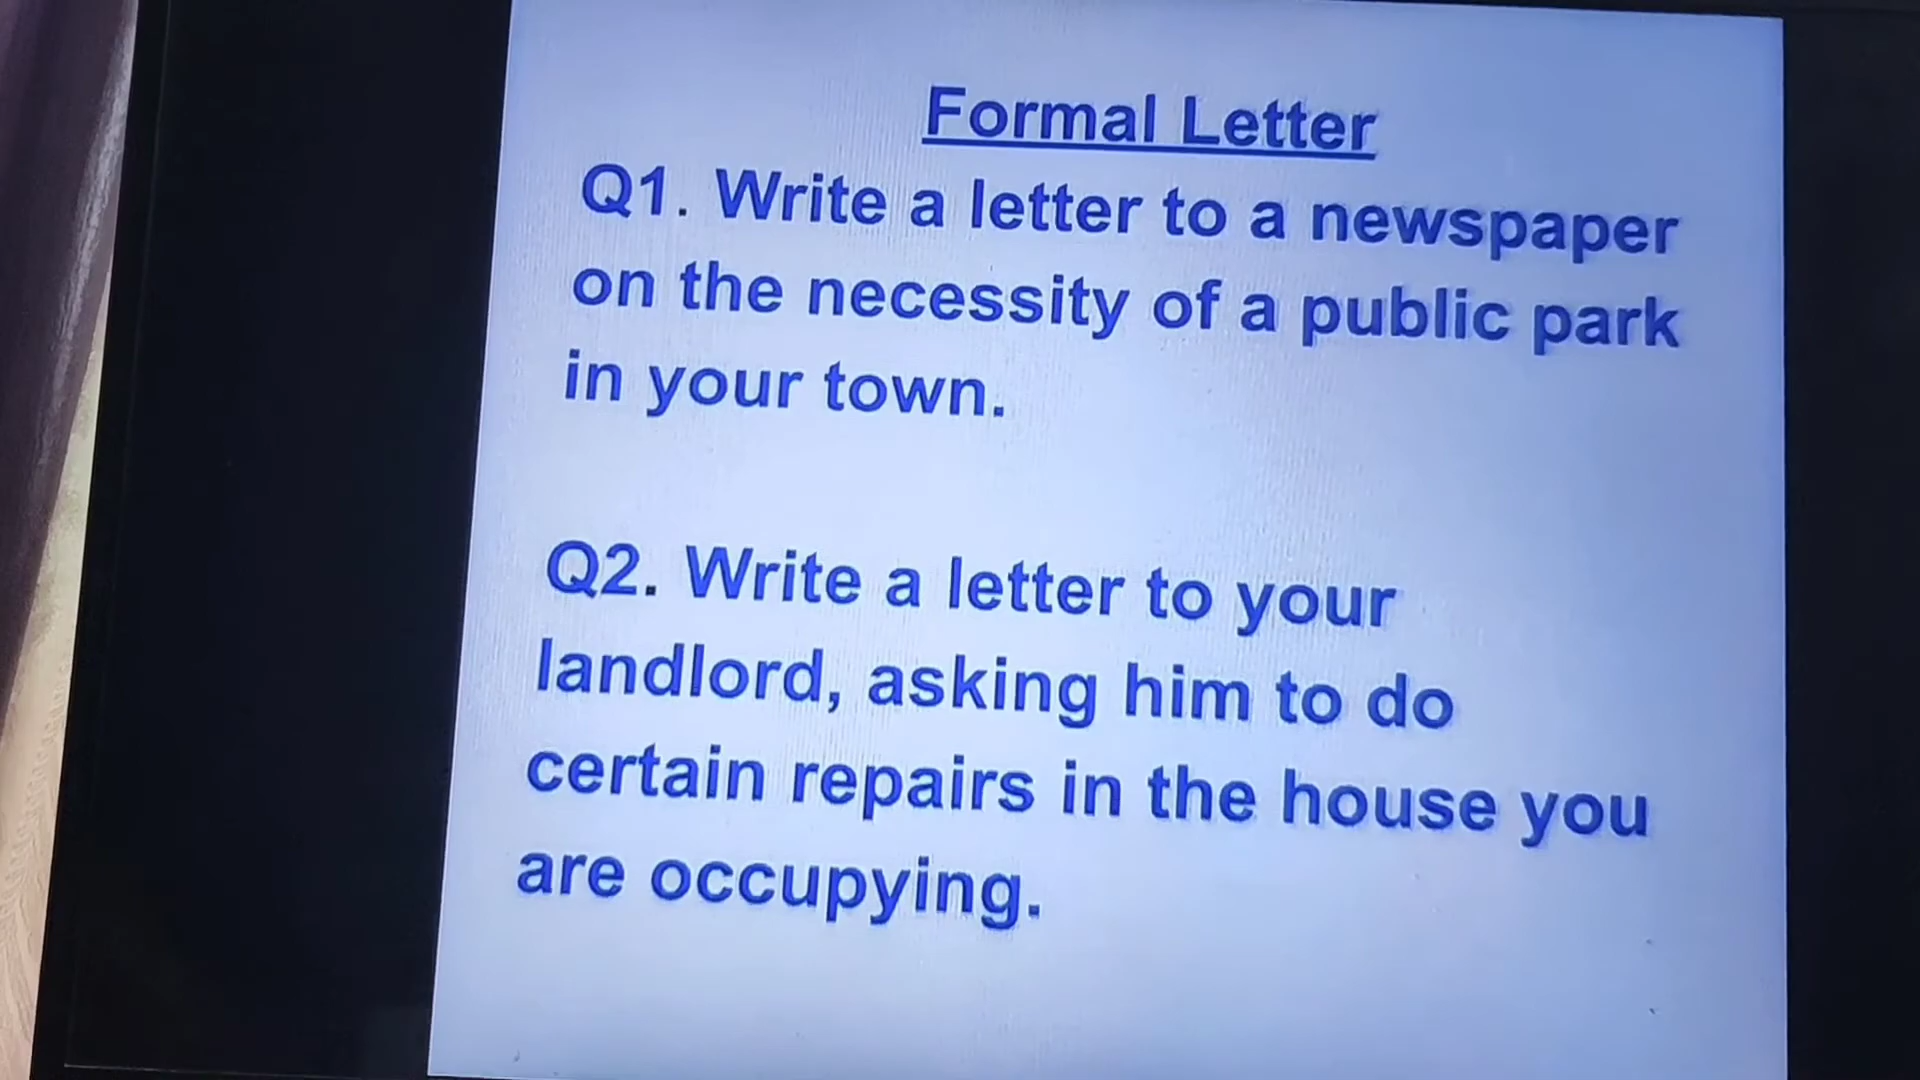 Formal Letter
Q1. Write a letter to a newspaper
on the necessity of a public park
in your town.
Q2. Write a letter to your
landlord, asking him to do
certain repairs in the house you
are occupying.